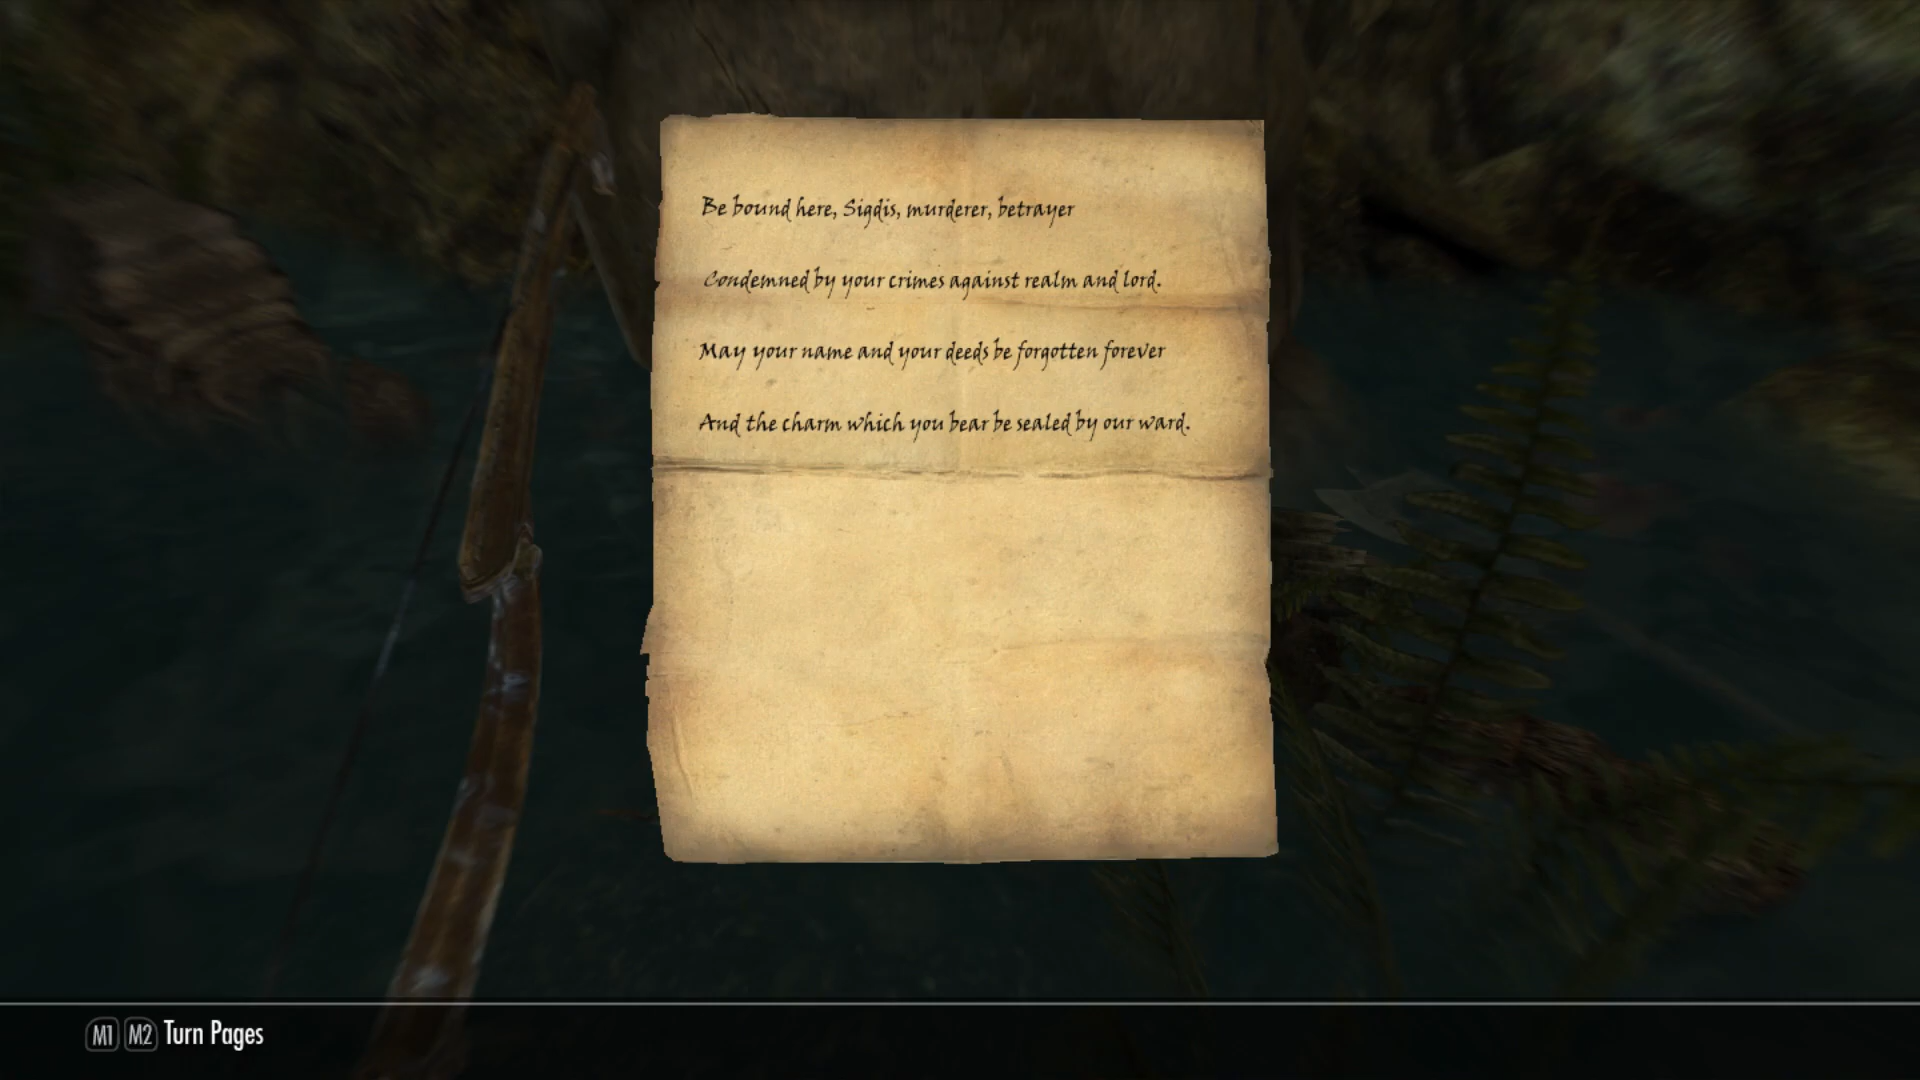 Be bound here, Sigdis, murderer, betrayer
Condemned by your crimes against realm and lord.
May your name and your deeds be forgotten forever
And the charm which you bear be sealed by our ward.
M1 M2 Turn Pages